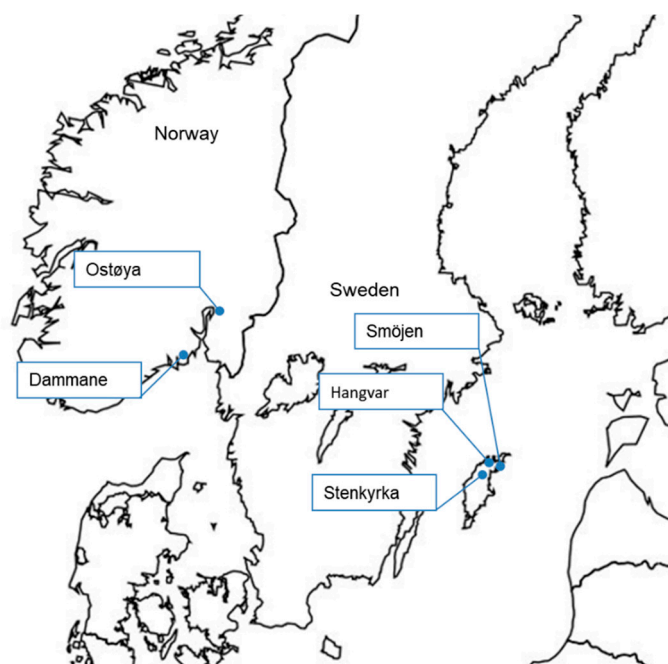 Norway
Ostøya
Sweden
Smöjen
Dammane
Hangvar
Stenkyrka